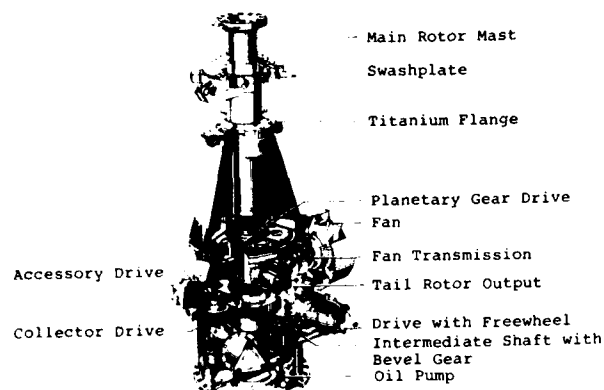 Main Rotor Mast
Swashplate
Titanium Flange
Planetary Gear Drive
Fan
Fan Transmission
Accessory Drive
Tail Rotor Output
Collector Drive
Drive with Freewheel
Intermediate Shaft with
Bevel Gear
Oil Pump